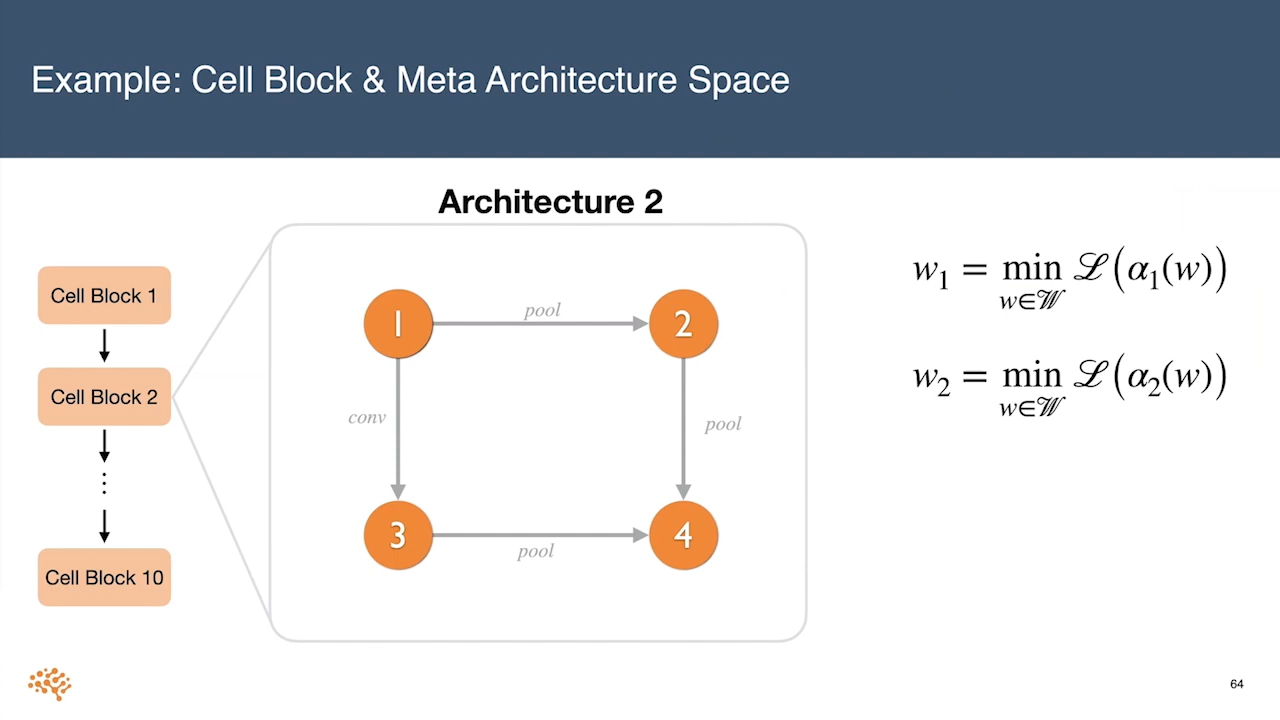 Example: Cell Block & Meta Architecture Space
Architecture 2
Cell Block 1
Cell Block 2
⋮
Cell Block 10
1
pool
2
conv
pool
3
pool
4
w₁ = min ℒ(α₁(w))
w∈𝒲
w₂ = min ℒ(α₂(w))
w∈𝒲
64